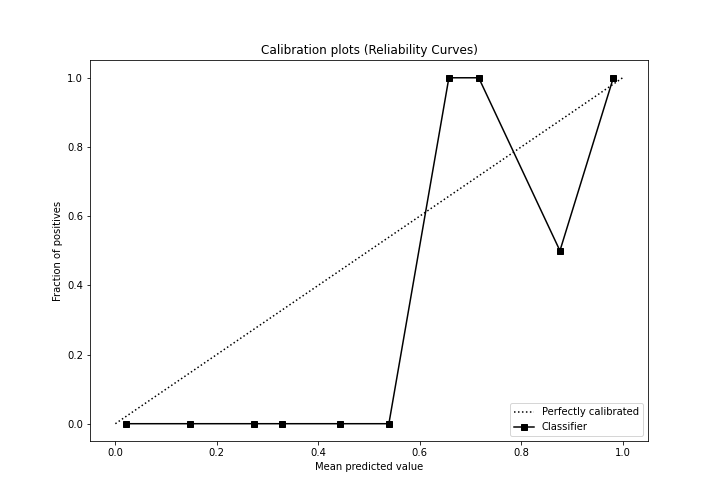 Calibration plots (Reliability Curves)
1.0
0.8
0.6
0.4
0.2
0.0
Fraction of positives
0.0 0.2 0.4 0.6 0.8 1.0
Mean predicted value
Perfectly calibrated
Classifier